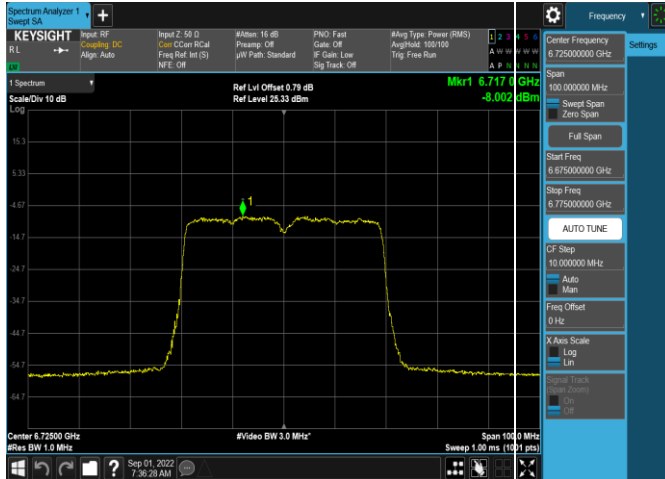 Spectrum Analyzer 1
Swept SA
Frequency
KEYSIGHT
RL
Input: RF
Coupling: DC
Align: Auto
Input Z: 50 Ω
Corr CCorr RCal
Freq Ref: Int (S)
NFE: Off
#Atten: 16 dB
Preamp: Off
µW Path: Standard
PNO: Fast
Gate: Off
IF Gain: Low
Sig Track: Off
#Avg Type: Power (RMS)
Avg|Hold: 100/100
Trig: Free Run
1 2 3 4 5 6
A W W W W W
A P N N N N
1 Spectrum
Scale/Div 10 dB
Log
Ref Lvl Offset 0.79 dB
Ref Level 25.33 dBm
Mkr1 6.717 0 GHz
-8.002 dBm
15.3
5.33
-4.67
-14.7
-24.7
-34.7
-44.7
-54.7
-64.7
1
Center 6.72500 GHz
#Res BW 1.0 MHz
#Video BW 3.0 MHz*
Span 100.0 MHz
Sweep 1.00 ms (1001 pts)
Sep 01, 2022
7:36:28 AM
Center Frequency
6.725000000 GHz
Settings
Span
100.000000 MHz
Swept Span
Zero Span
Full Span
Start Freq
6.675000000 GHz
Stop Freq
6.775000000 GHz
AUTO TUNE
CF Step
10.000000 MHz
Auto
Man
Freq Offset
0 Hz
X Axis Scale
Log
Lin
Signal Track
(Span Zoom)
On
Off